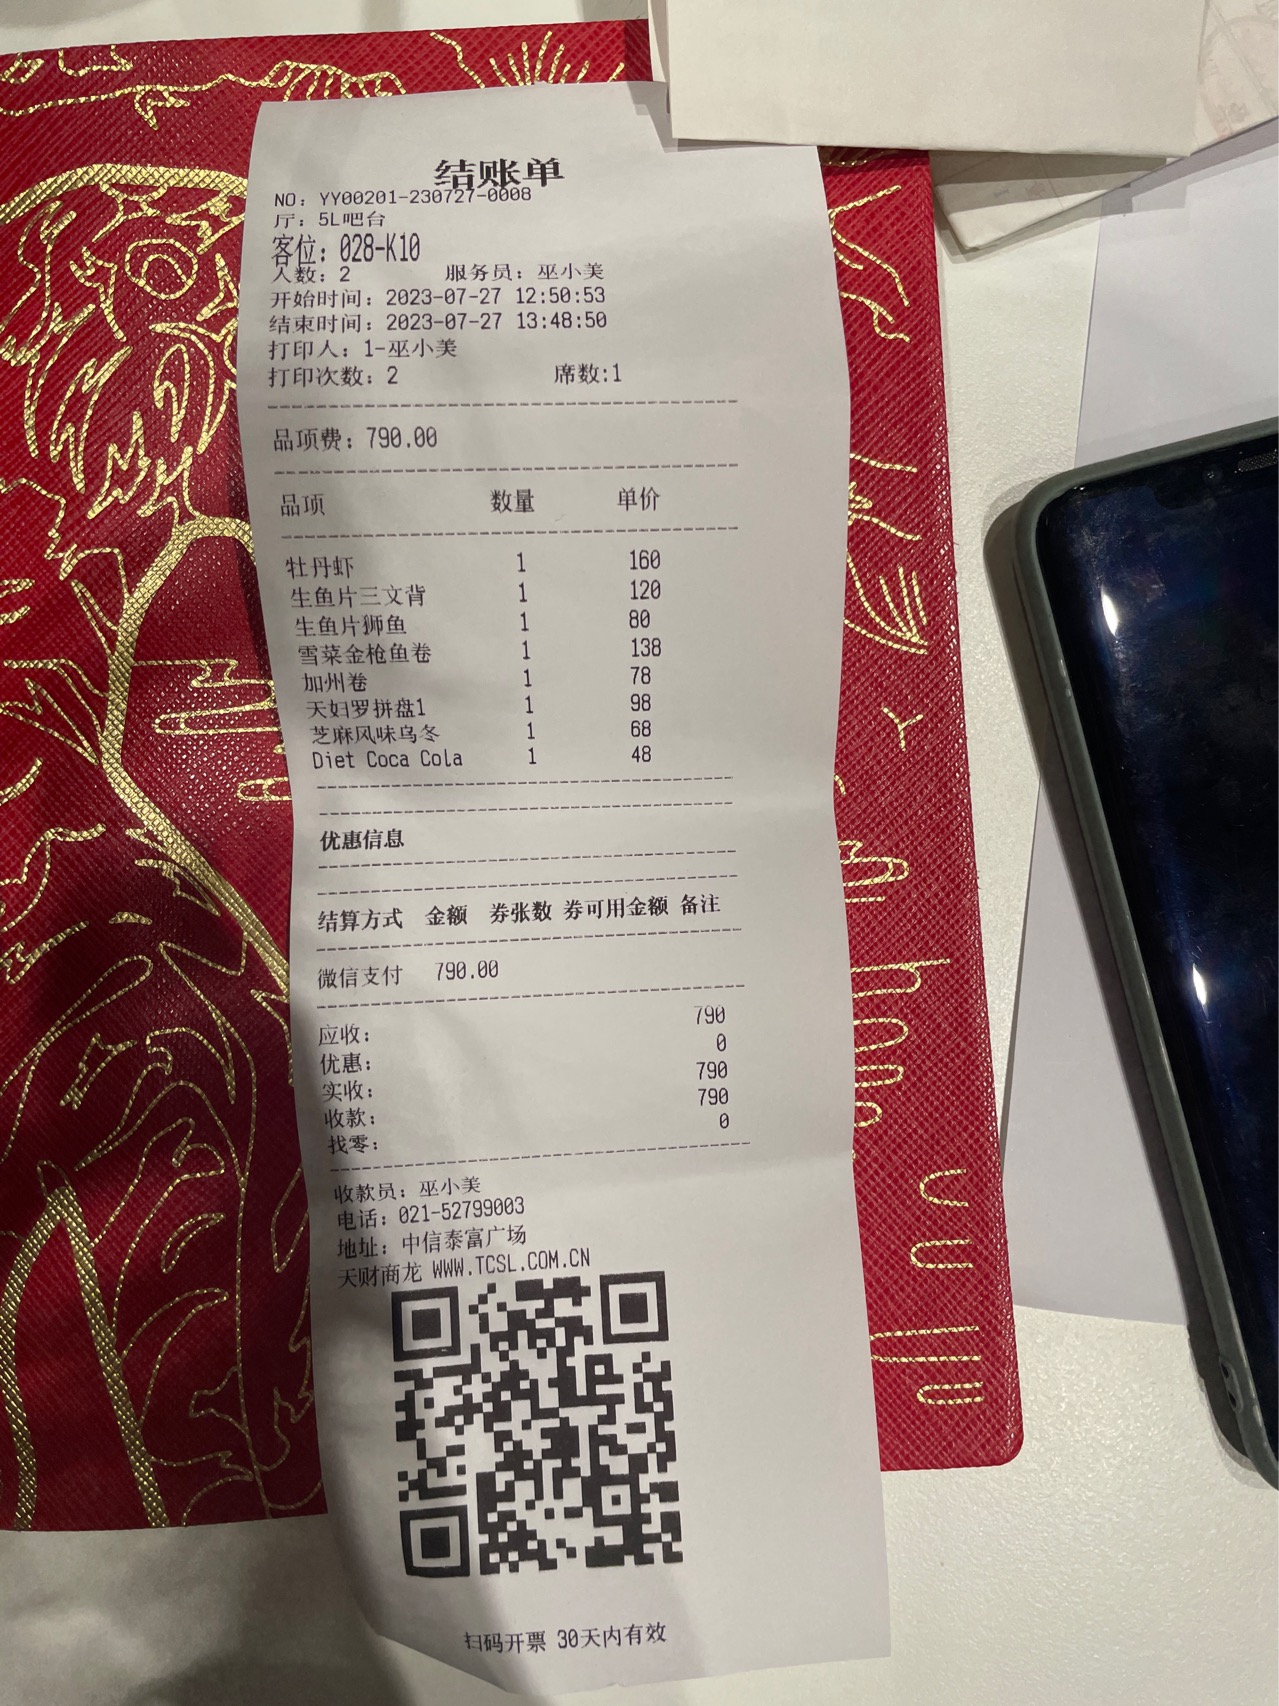 结账单
NO: YY00201-230727-0008
厅: 5L吧台
客位: 028-K10
人数: 2 服务员: 巫小美
开始时间: 2023-07-27 12:50:53
结束时间: 2023-07-27 13:48:50
打印人: 1-巫小美
打印次数: 2 席数:1
品项费: 790.00
品项 数量 单价
牡丹虾 1 160
生鱼片三文背 1 120
生鱼片狮鱼 1 80
雪菜金枪鱼卷 1 138
加州卷 1 78
天妇罗拼盘1 1 98
芝麻风味乌冬 1 68
Diet Coca Cola 1 48
优惠信息
结算方式 金额 券张数 券可用金额 备注
微信支付 790.00
应收: 790
优惠: 0
实收: 790
收款: 790
找零: 0
收款员: 巫小美
电话: 021-52799003
地址: 中信泰富广场
天财商龙 WWW.TCSL.COM.CN
扫码开票 30天内有效